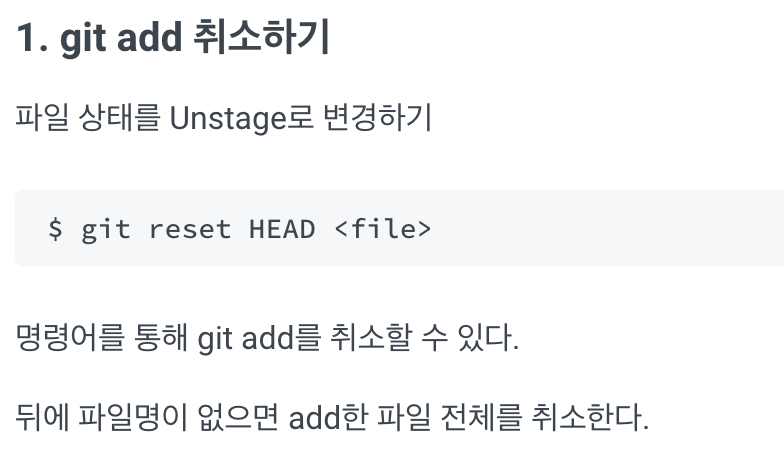 1. git add 취소하기
파일 상태를 Unstage로 변경하기
$ git reset HEAD <file>
명령어를 통해 git add를 취소할 수 있다.
뒤에 파일명이 없으면 add한 파일 전체를 취소한다.